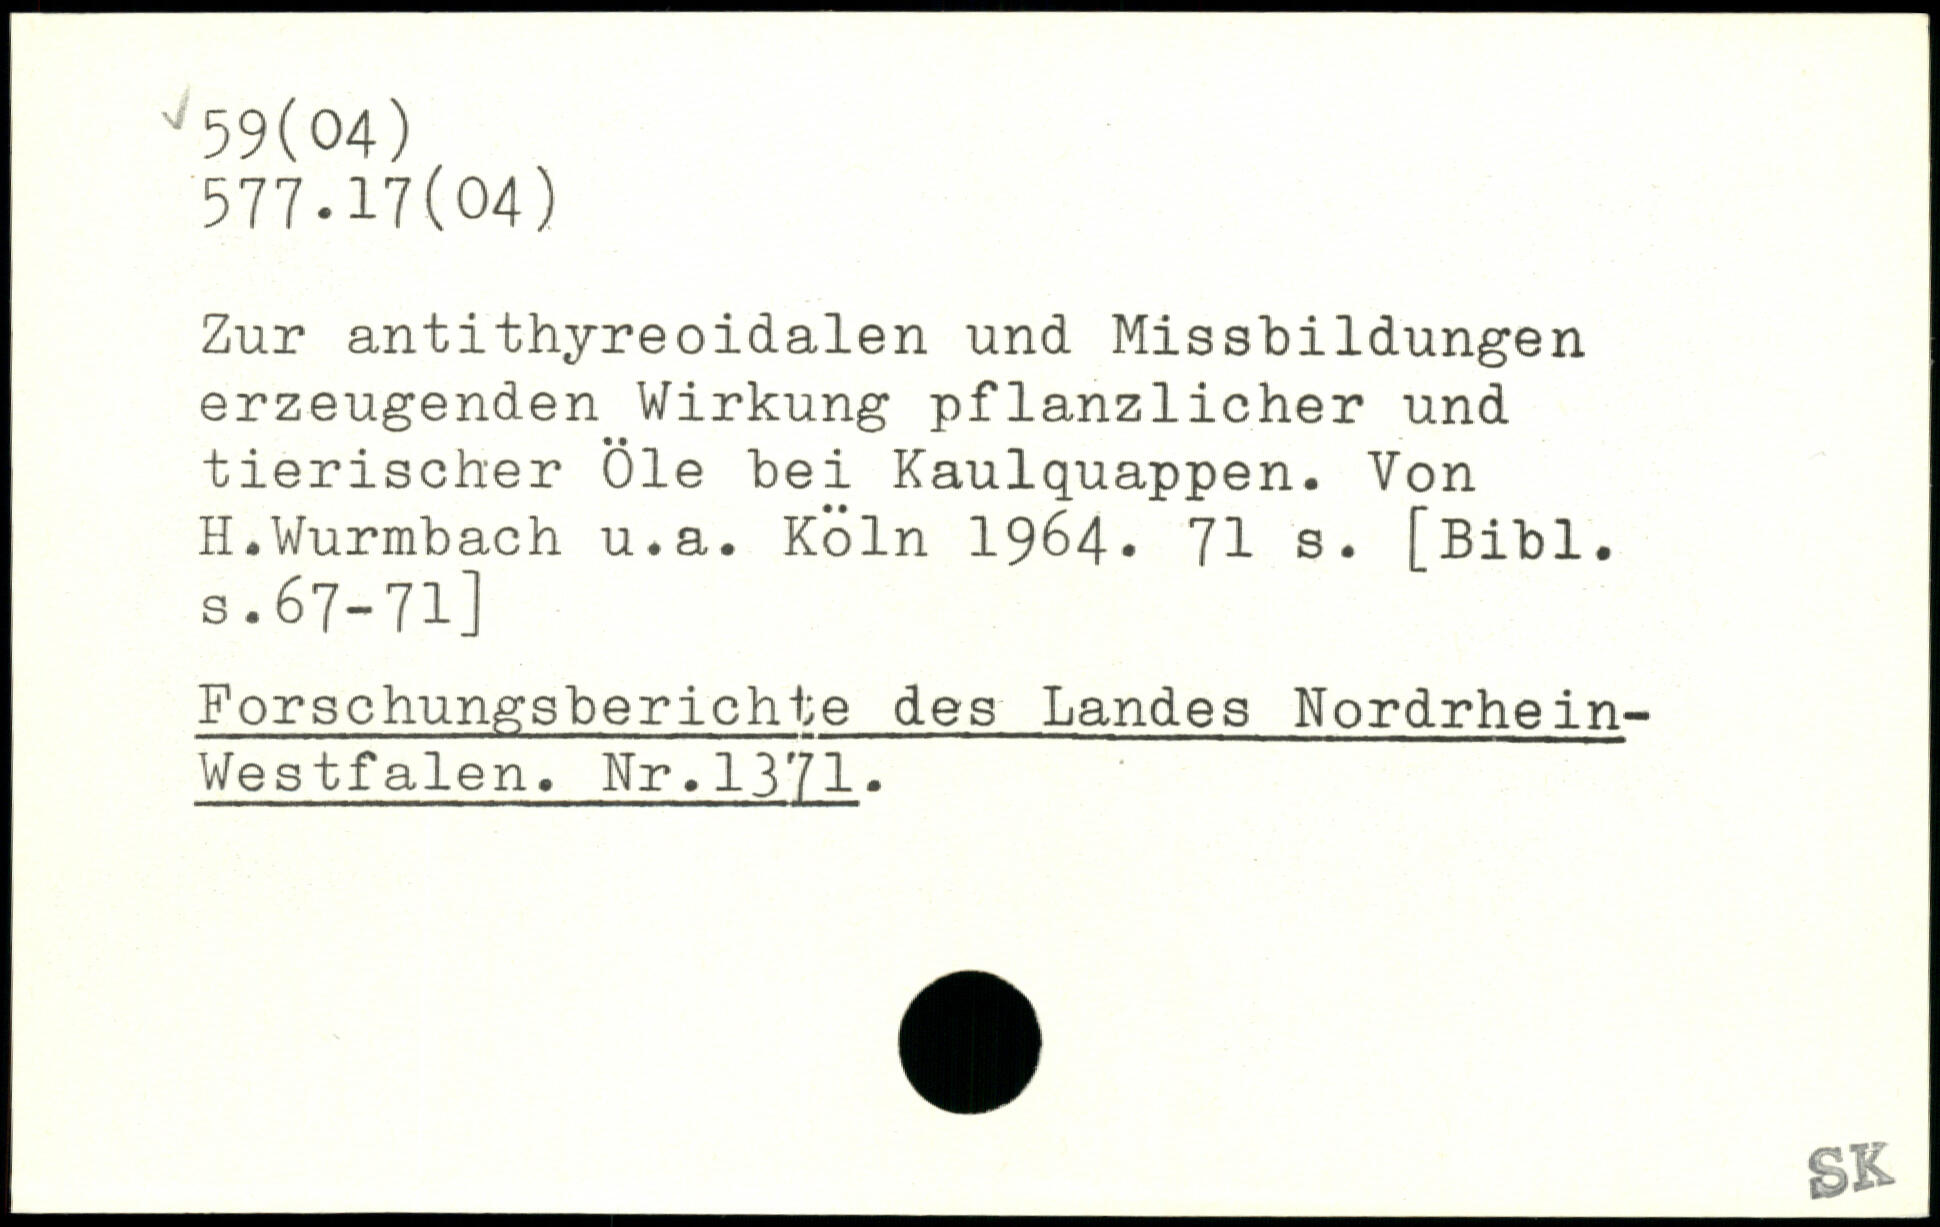 59(04)
577.17(04)
Zur antithyreoidalen und Missbildungen
erzeugenden Wirkung pflanzlicher und
tierischer Öle bei Kaulquappen. Von
H.Wurmbach u.a. Köln 1964. 71 s. [Bibl.
s.67-71]
Forschungsberichte des Landes Nordrhein-
Westfalen. Nr.1371.
SK